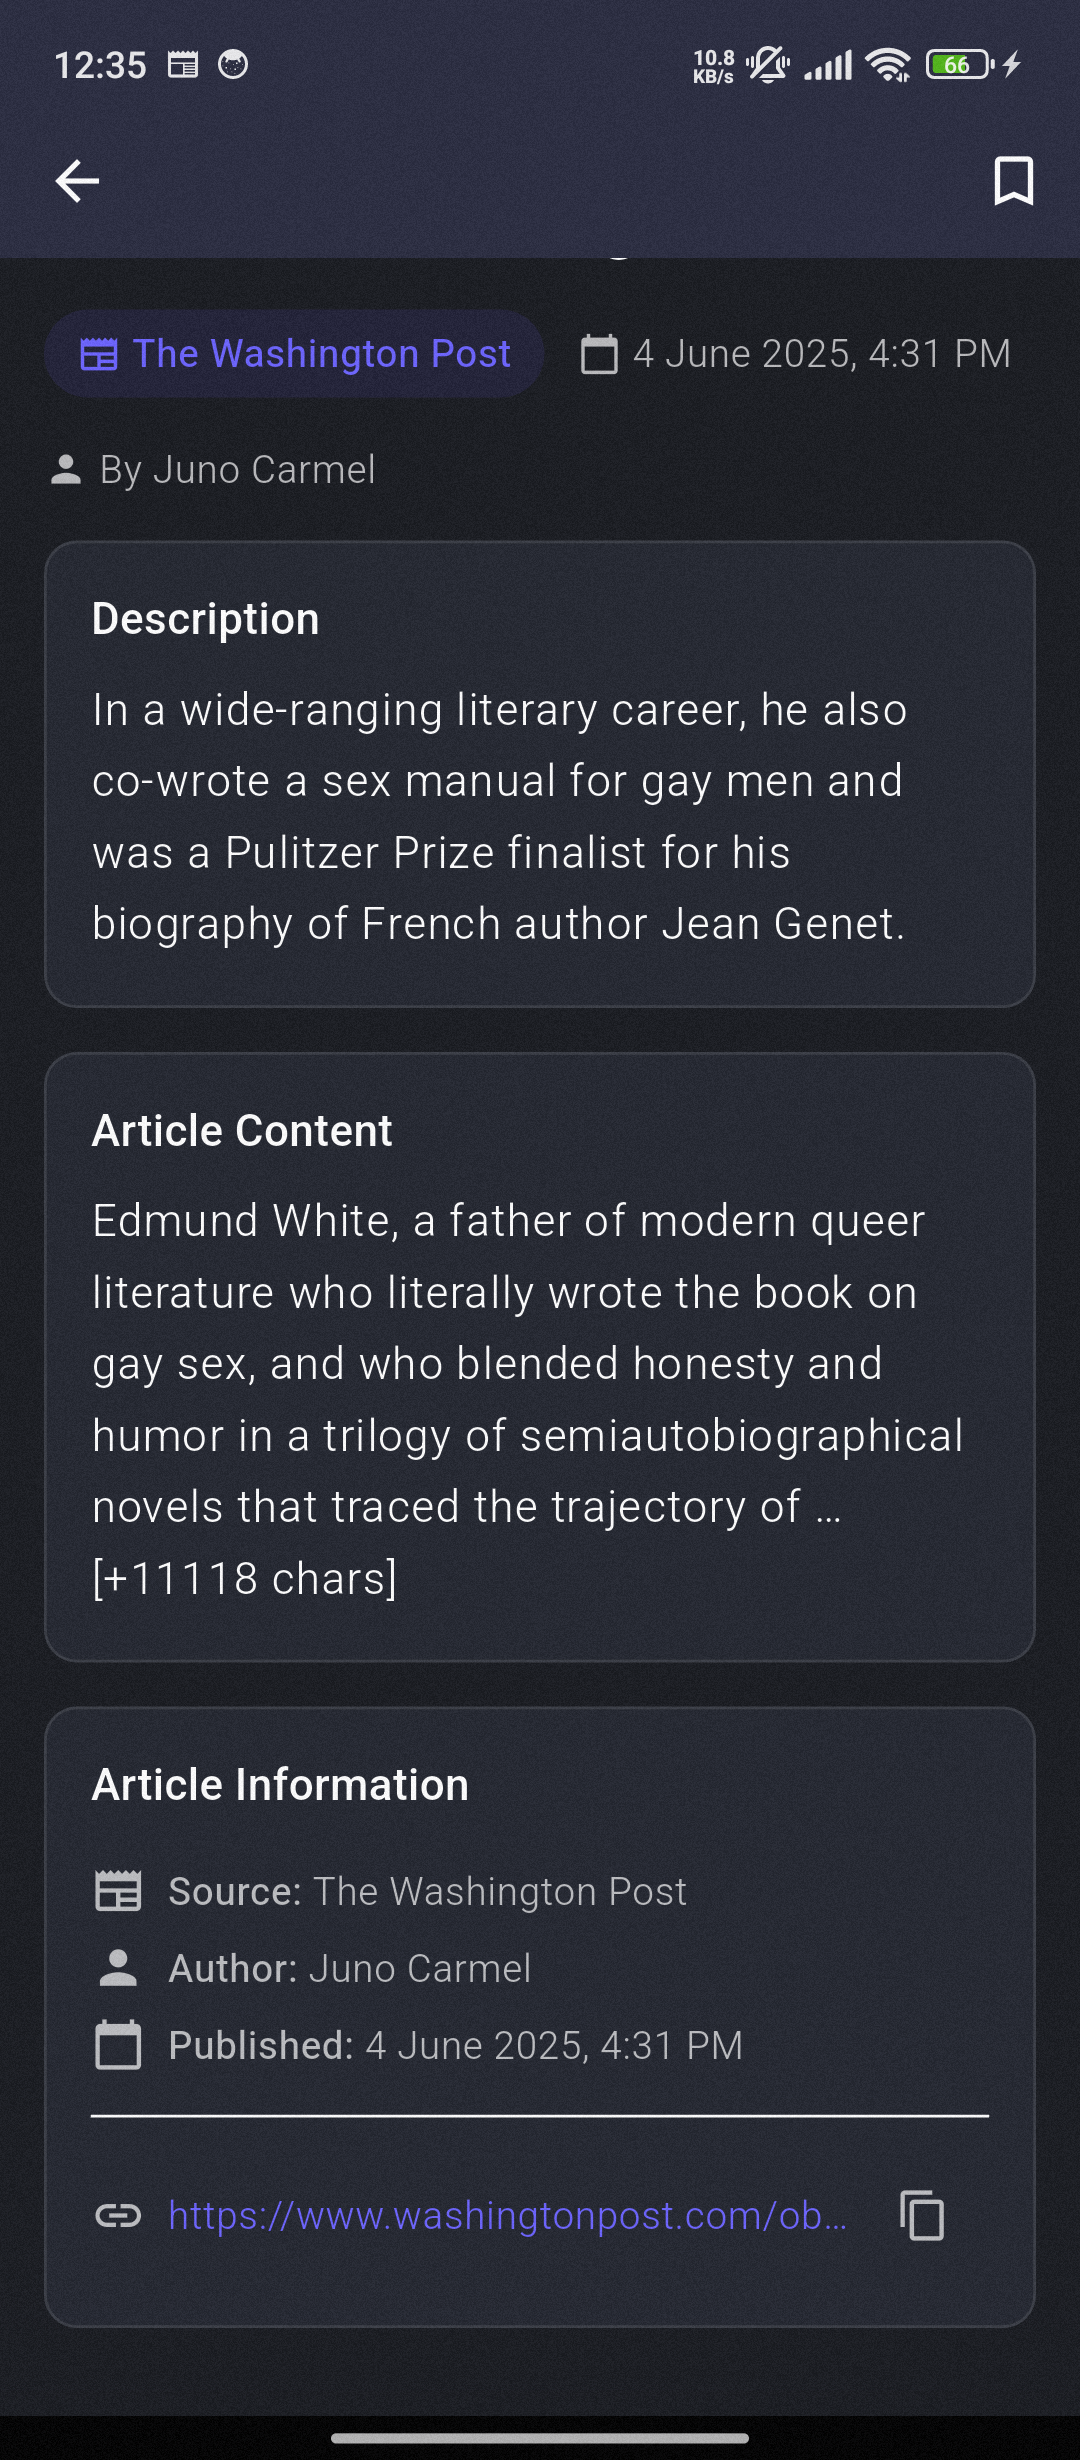 12:35
10.8
KB/s
66
The Washington Post
4 June 2025, 4:31 PM
By Juno Carmel
Description
In a wide-ranging literary career, he also
co-wrote a sex manual for gay men and
was a Pulitzer Prize finalist for his
biography of French author Jean Genet.
Article Content
Edmund White, a father of modern queer
literature who literally wrote the book on
gay sex, and who blended honesty and
humor in a trilogy of semiautobiographical
novels that traced the trajectory of …
[+11118 chars]
Article Information
Source: The Washington Post
Author: Juno Carmel
Published: 4 June 2025, 4:31 PM
https://www.washingtonpost.com/ob...